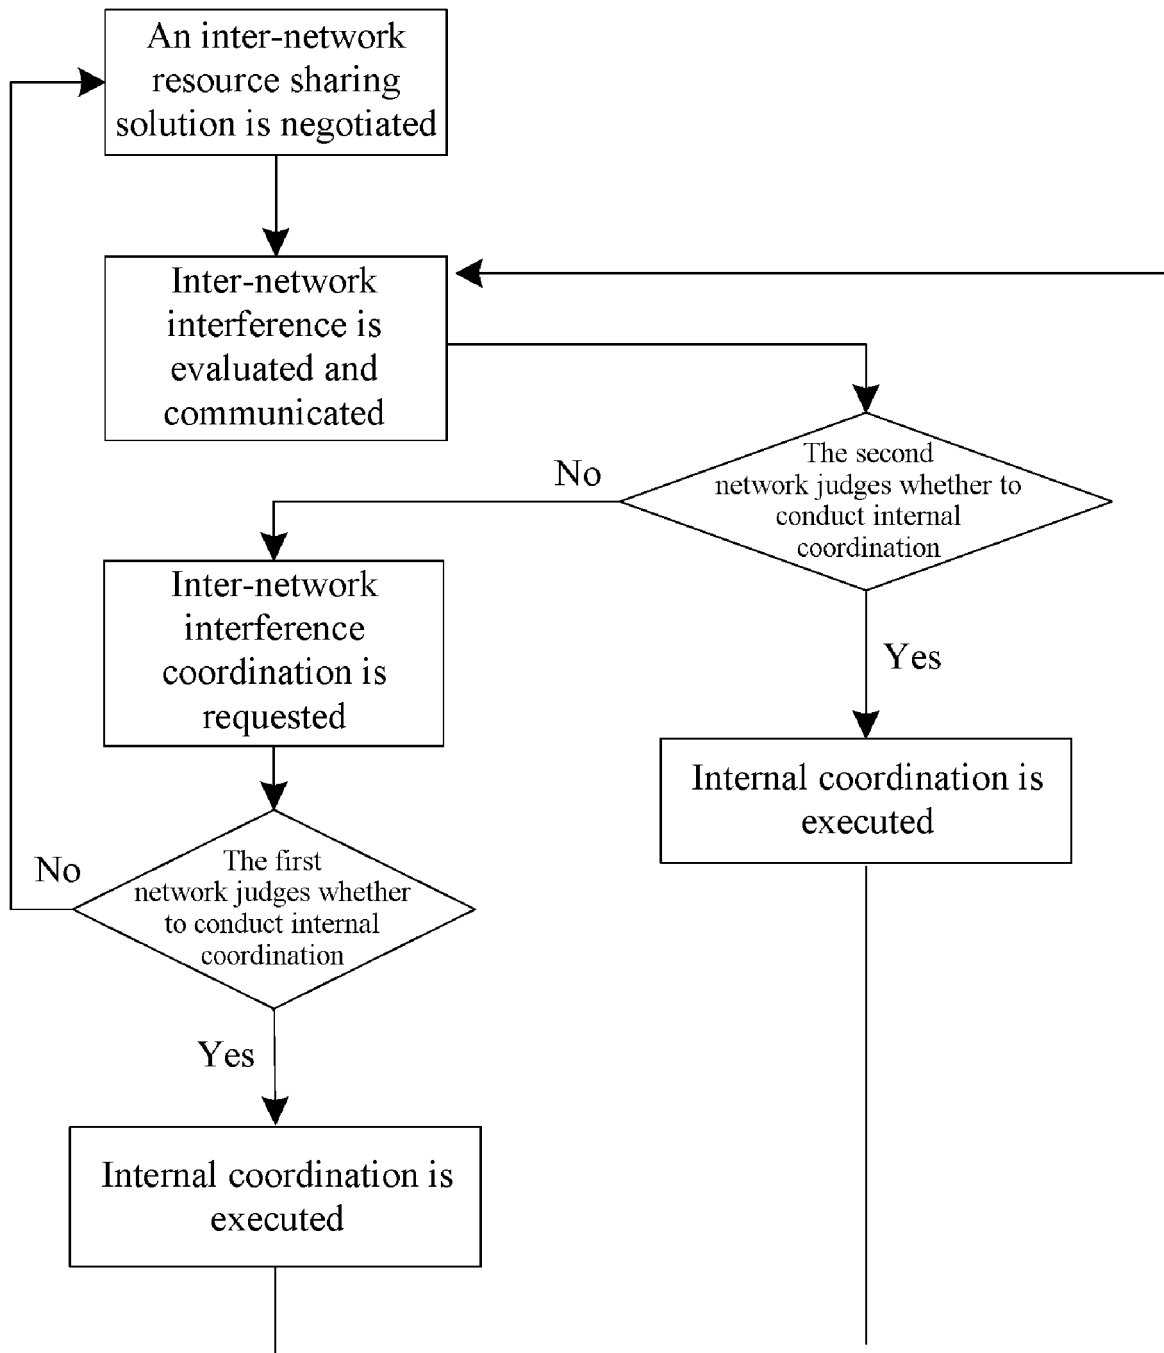 An inter-network
resource sharing
solution is negotiated
Inter-network
interference is
evaluated and
communicated
The second
network judges whether to
conduct internal
coordination
No
Yes
Inter-network
interference
coordination is
requested
Internal coordination is
executed
The first
network judges whether
to conduct internal
coordination
No
Yes
Internal coordination is
executed